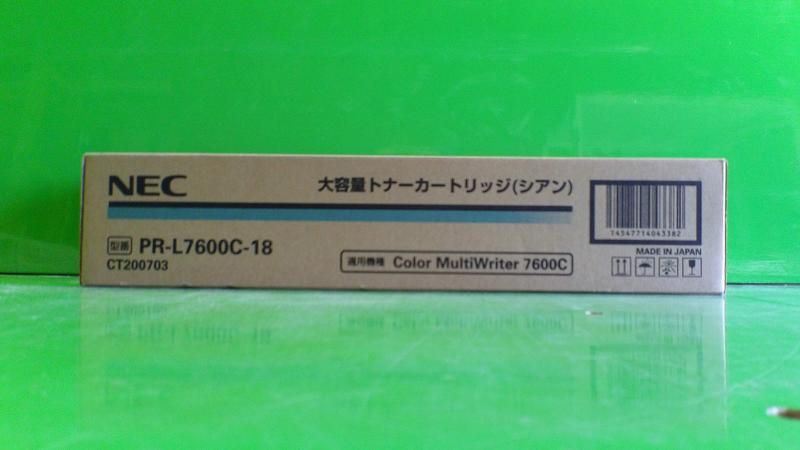 NEC
大容量トナーカートリッジ(シアン)
型番 PR-L7600C-18
CT200703
適用機種 Color MultiWriter 7600C
T4547714043382
MADE IN JAPAN